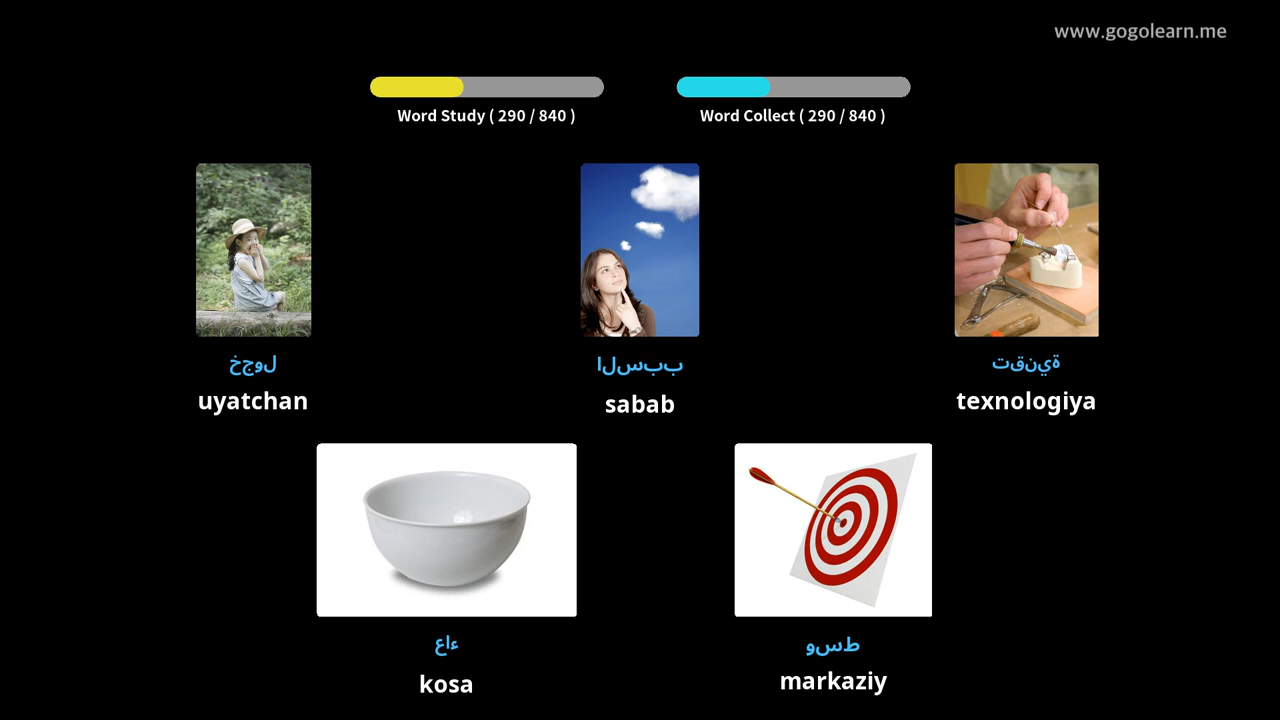 www.gogolearn.me
Word Study ( 290 / 840 )
Word Collect ( 290 / 840 )
خجول
uyatchan
السبب
sabab
تقنية
texnologiya
عاء
kosa
وسط
markaziy